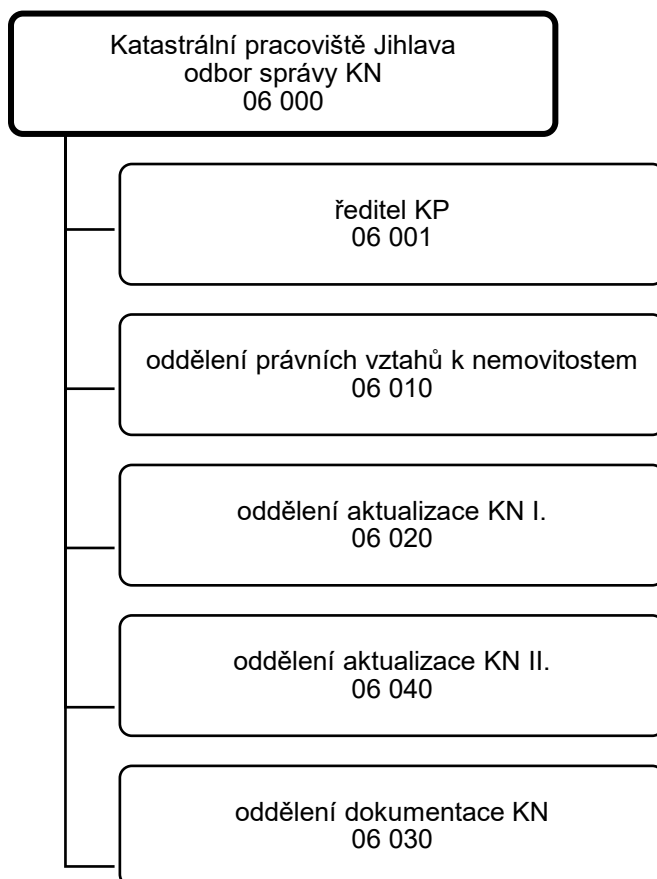 Katastrální pracoviště Jihlava
odbor správy KN
06 000
ředitel KP
06 001
oddělení právních vztahů k nemovitostem
06 010
oddělení aktualizace KN I.
06 020
oddělení aktualizace KN II.
06 040
oddělení dokumentace KN
06 030